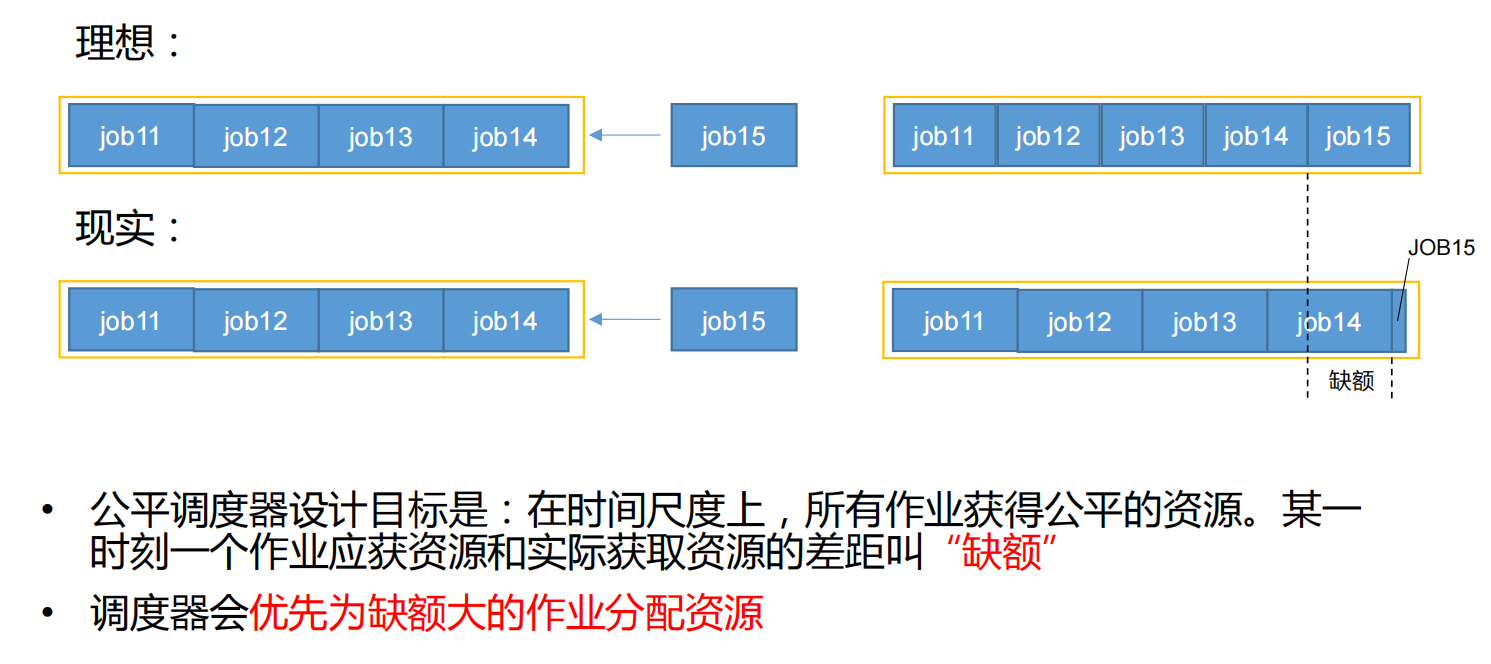 理想：
job11 job12 job13 job14 job15 job11 job12 job13 job14 job15
现实：
JOB15
job11 job12 job13 job14 job15 job11 job12 job13 job14
缺额
• 公平调度器设计目标是：在时间尺度上，所有作业获得公平的资源。某一
时刻一个作业应获资源和实际获取资源的差距叫“缺额”
• 调度器会优先为缺额大的作业分配资源